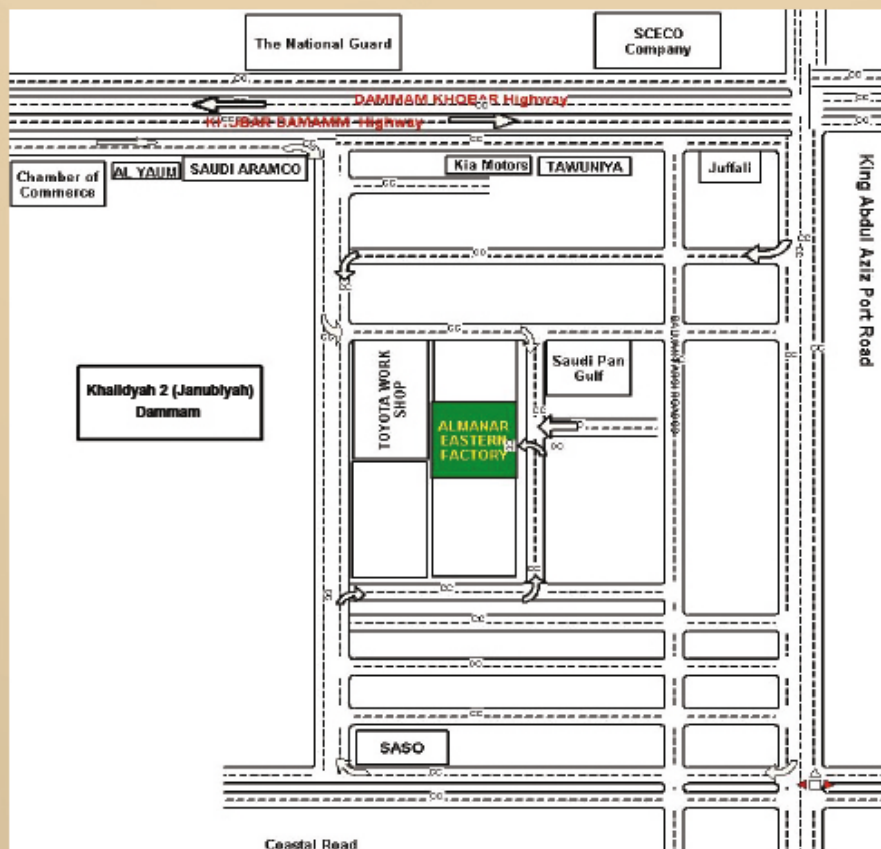 The National Guard
SCECO
Company
DAMMAM KHOBAR Highway
KHUBAR DAMAMM Highway
Chamber of
Commerce
AL YAUM
SAUDI ARAMCO
Kia Motors
TAWUNIYA
Juffali
King Abdul Aziz Port Road
Khalidyah 2 (Janubiyah)
Dammam
TOYOTA WORK
SHOP
ALMANAR
EASTERN
FACTORY
Saudi Pan
Gulf
SASO
Coastal Road